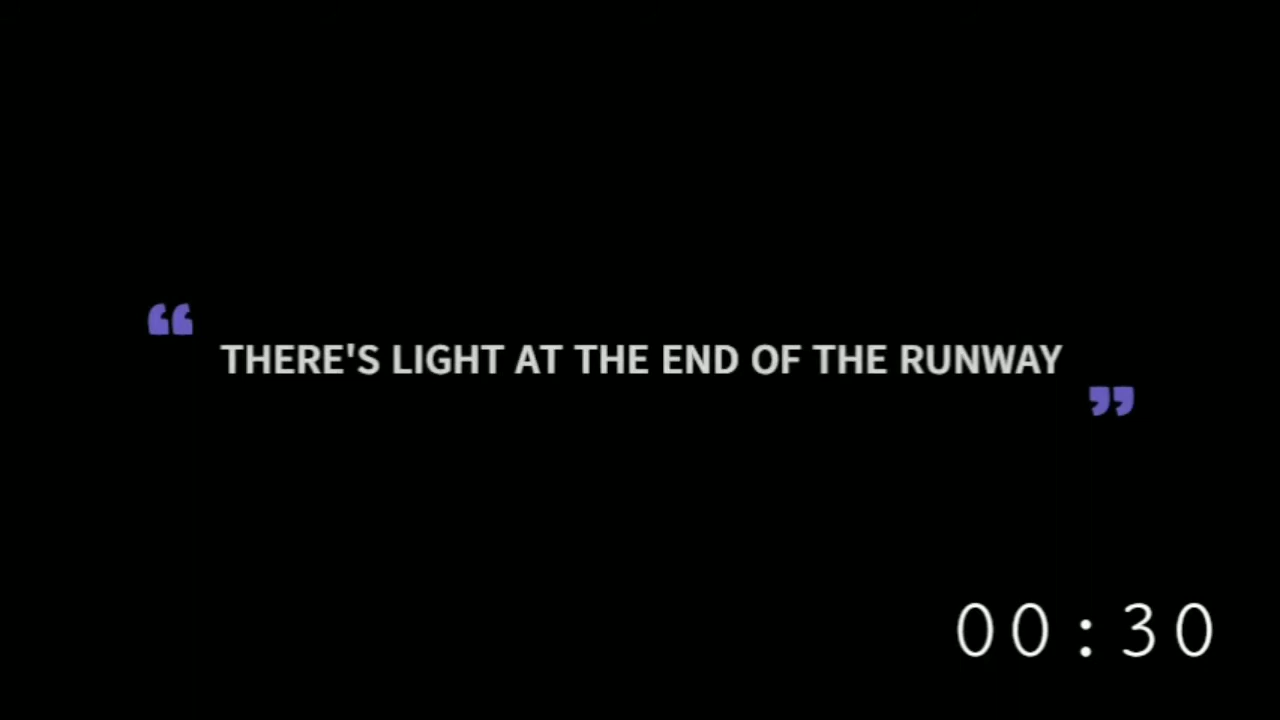 “ THERE'S LIGHT AT THE END OF THE RUNWAY ”
00:30